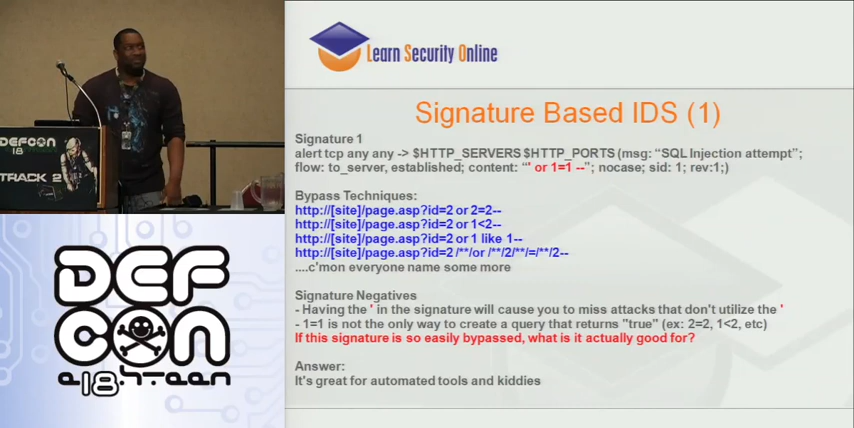 DEFCON
18
TRACK 2
DEF
CON
e18hteen
Learn Security Online
Signature Based IDS (1)
Signature 1
alert tcp any any -> $HTTP_SERVERS $HTTP_PORTS (msg: “SQL Injection attempt”;
flow: to_server, established; content: “' or 1=1 --”; nocase; sid: 1; rev:1;)
Bypass Techniques:
http://[site]/page.asp?id=2 or 2=2--
http://[site]/page.asp?id=2 or 1<2--
http://[site]/page.asp?id=2 or 1 like 1--
http://[site]/page.asp?id=2 /**/or /**/2/**/=/**/2--
....c'mon everyone name some more
Signature Negatives
- Having the ' in the signature will cause you to miss attacks that don't utilize the '
- 1=1 is not the only way to create a query that returns "true" (ex: 2=2, 1<2, etc)
If this signature is so easily bypassed, what is it actually good for?
Answer:
It's great for automated tools and kiddies